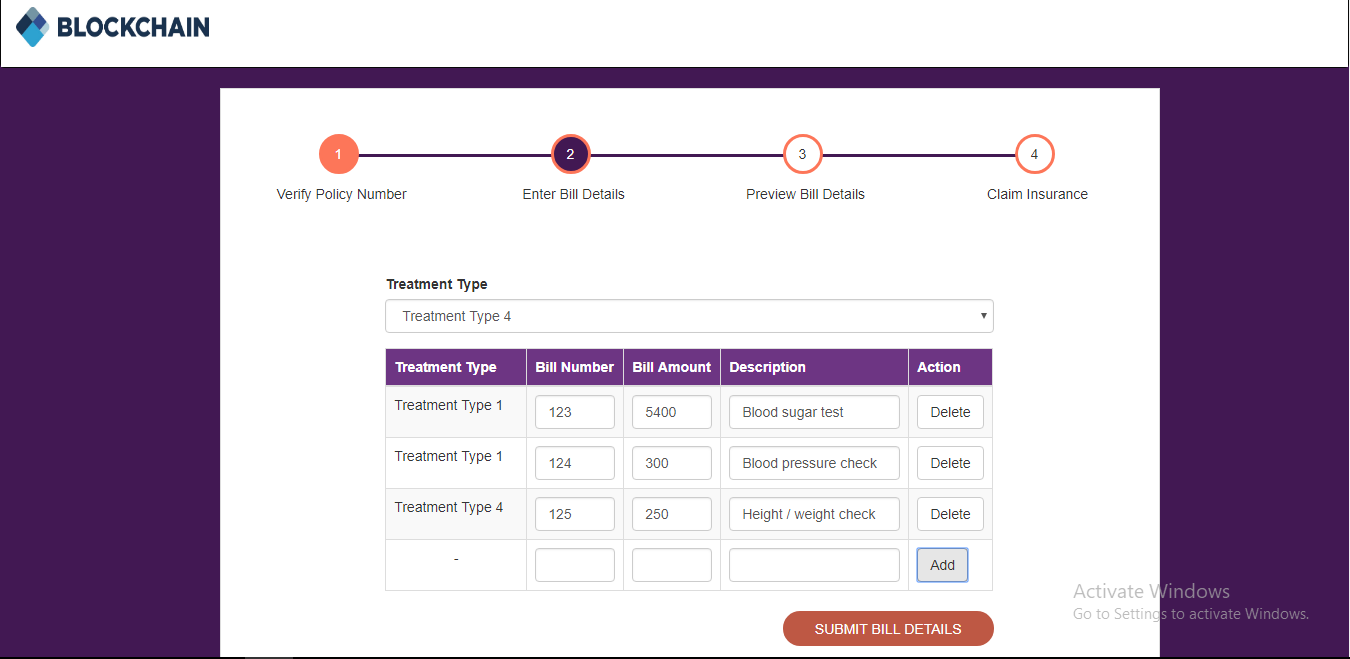 BLOCKCHAIN
1 2 3 4
Verify Policy Number Enter Bill Details Preview Bill Details Claim Insurance
Treatment Type
Treatment Type 4
Treatment Type Bill Number Bill Amount Description Action
Treatment Type 1 123 5400 Blood sugar test Delete
Treatment Type 1 124 300 Blood pressure check Delete
Treatment Type 4 125 250 Height / weight check Delete
- Add
Activate Windows
Go to Settings to activate Windows.
SUBMIT BILL DETAILS